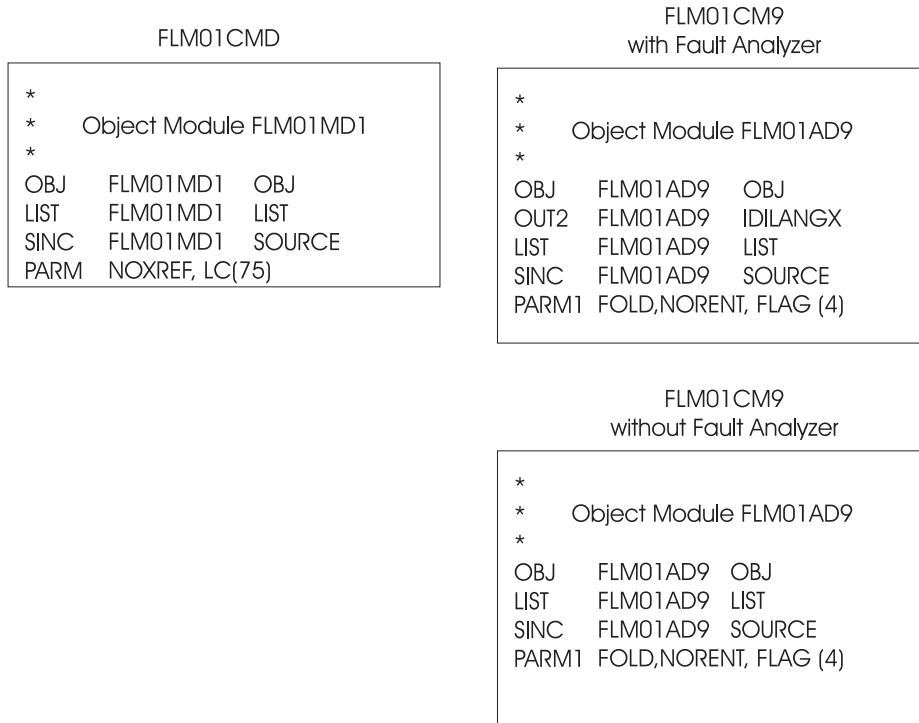 FLM01CMD
*
* Object Module FLM01MD1
*
OBJ FLM01MD1 OBJ
LIST FLM01MD1 LIST
SINC FLM01MD1 SOURCE
PARM NOXREF, LC(75)
FLM01CM9
with Fault Analyzer
*
* Object Module FLM01AD9
*
OBJ FLM01AD9 OBJ
OUT2 FLM01AD9 IDILANGX
LIST FLM01AD9 LIST
SINC FLM01AD9 SOURCE
PARM1 FOLD,NORENT, FLAG (4)
FLM01CM9
without Fault Analyzer
*
* Object Module FLM01AD9
*
OBJ FLM01AD9 OBJ
LIST FLM01AD9 LIST
SINC FLM01AD9 SOURCE
PARM1 FOLD,NORENT, FLAG (4)